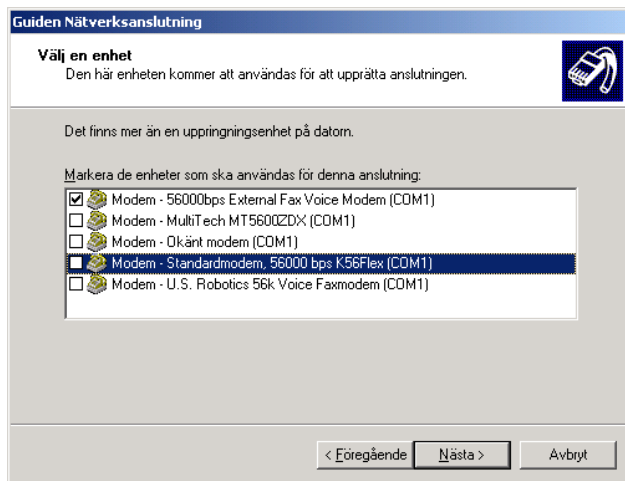 Guiden Nätverksanslutning
Välj en enhet
Den här enheten kommer att användas för att upprätta anslutningen.
Det finns mer än en uppringningsenhet på datorn.
Markera de enheter som ska användas för denna anslutning:
Modem - 56000bps External Fax Voice Modem (COM1)
Modem - MultiTech MT5600ZDX (COM1)
Modem - Okänt modem (COM1)
Modem - Standardmodem, 56000 bps K56Flex (COM1)
Modem - U.S. Robotics 56k Voice Faxmodem (COM1)
< Föregående Nästa > Avbryt